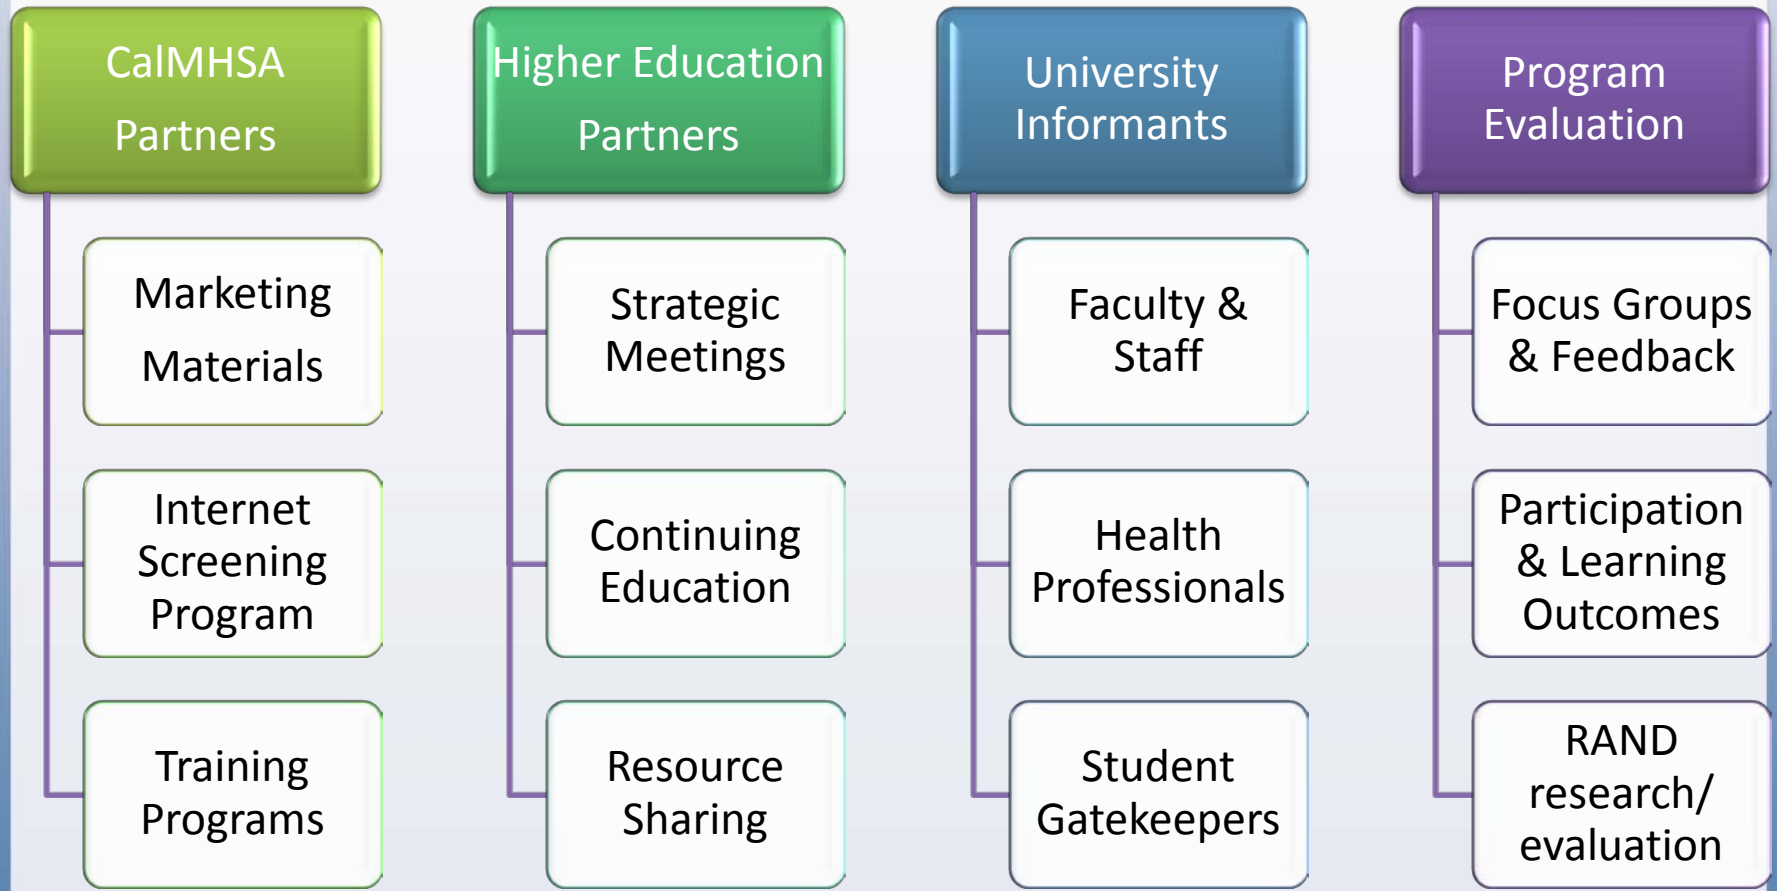 CalMHSA
Partners
Marketing
Materials
Internet
Screening
Program
Training
Programs
Higher Education
Partners
Strategic
Meetings
Continuing
Education
Resource
Sharing
University
Informants
Faculty &
Staff
Health
Professionals
Student
Gatekeepers
Program
Evaluation
Focus Groups
& Feedback
Participation
& Learning
Outcomes
RAND
research/
evaluation